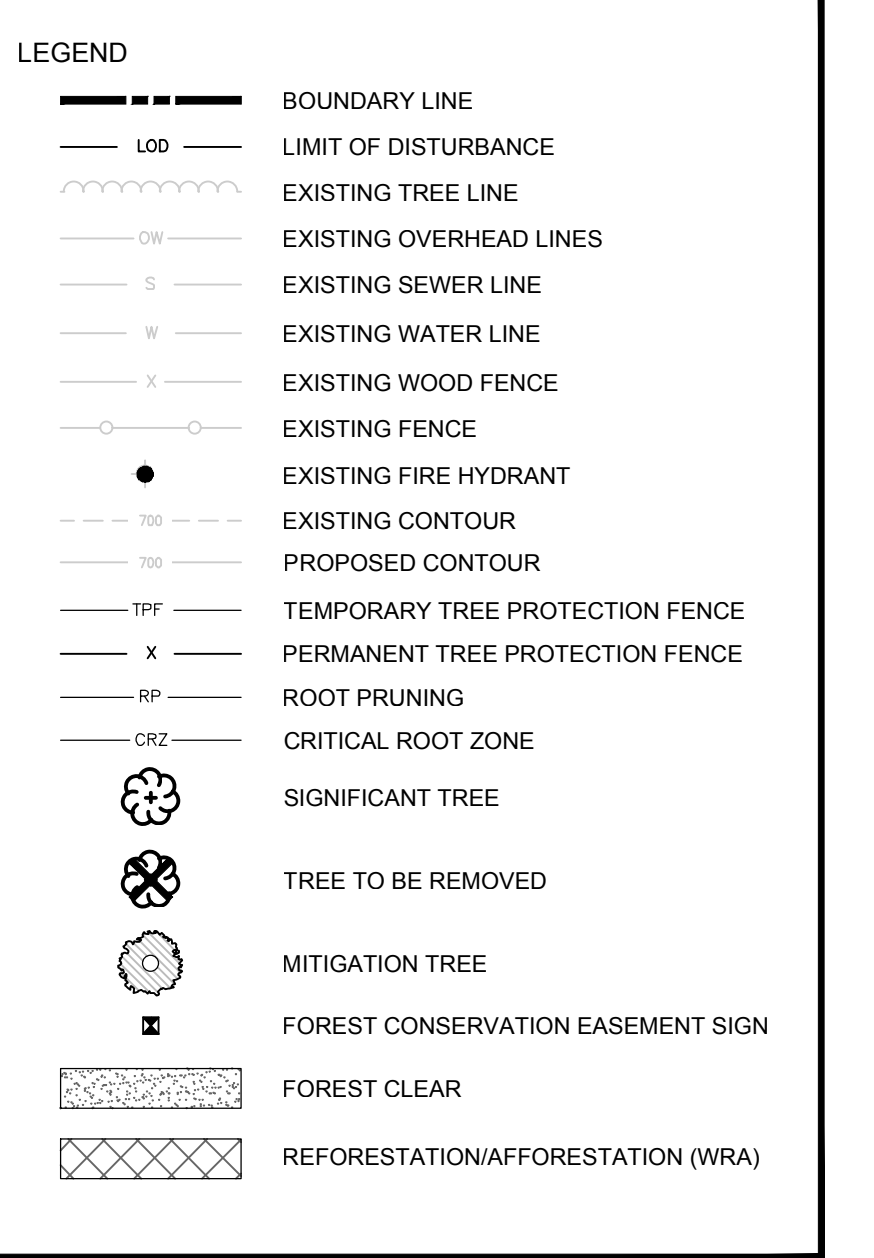 LEGEND
BOUNDARY LINE
LOD LIMIT OF DISTURBANCE
EXISTING TREE LINE
OW EXISTING OVERHEAD LINES
S EXISTING SEWER LINE
W EXISTING WATER LINE
X EXISTING WOOD FENCE
EXISTING FENCE
EXISTING FIRE HYDRANT
700 EXISTING CONTOUR
700 PROPOSED CONTOUR
TPF TEMPORARY TREE PROTECTION FENCE
X PERMANENT TREE PROTECTION FENCE
RP ROOT PRUNING
CRZ CRITICAL ROOT ZONE
SIGNIFICANT TREE
TREE TO BE REMOVED
MITIGATION TREE
FOREST CONSERVATION EASEMENT SIGN
FOREST CLEAR
REFORESTATION/AFFORESTATION (WRA)